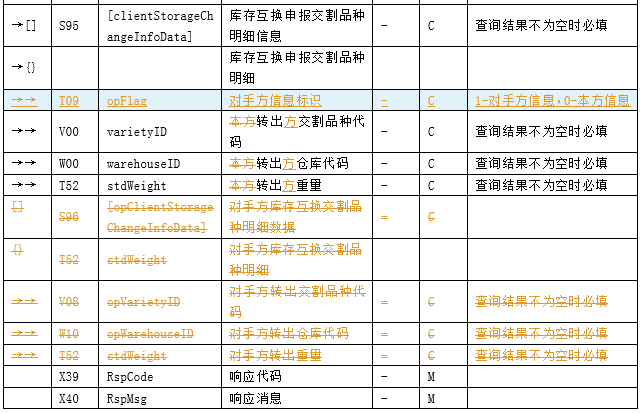 →[] S95 [clientStorageCh 库存互换申报交割品种 - C 查询结果不为空时必填
angeInfoData] 明细信息
→{} 库存互换申报交割品种
明细
→→ T09 opFlag 对手方信息标识 - C 1-对手方信息，0-本方信息
→→ V00 varietyID 本方转出方交割品种代 - C 查询结果不为空时必填
码
→→ W00 warehouseID 本方转出方仓库代码 - C 查询结果不为空时必填
→→ T52 stdWeight 本方转出方重量 - C 查询结果不为空时必填
[] S96 [opClientStorage 对手方库存互换交割品 - C
ChangeInfoData] 种明细数据
{} T52 stdWeight 对手方库存互换交割品
种明细
→→ V08 opVarietyID 对手方转出交割品种代 - C 查询结果不为空时必填
码
→→ W10 opWarehouseID 对手方转出仓库代码 - C 查询结果不为空时必填
→→ T52 stdWeight 对手方转出重量 - C 查询结果不为空时必填
X39 RspCode 响应代码 - M
X40 RspMsg 响应消息 - M